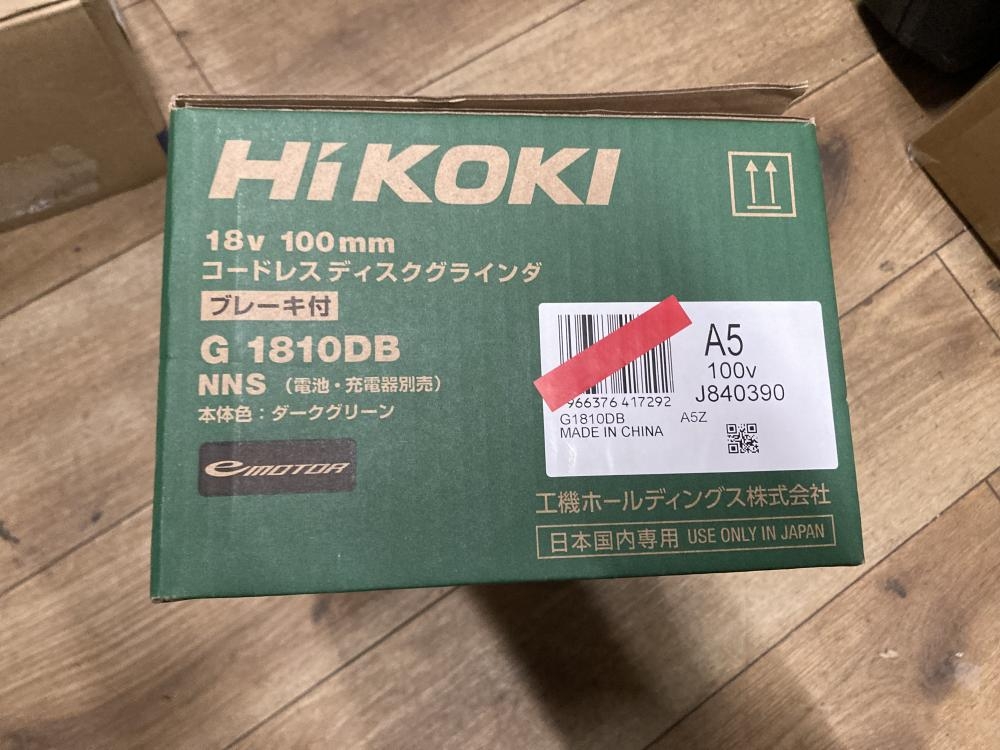 HiKOKI
18v 100mm
コードレス ディスクグラインダ
ブレーキ付
G 1810DB
NNS （電池・充電器別売）
本体色：ダークグリーン
eMOTOR
A5
100v
J840390
966376 417292
G1810DB A5Z
MADE IN CHINA
工機ホールディングス株式会社
日本国内専用 USE ONLY IN JAPAN